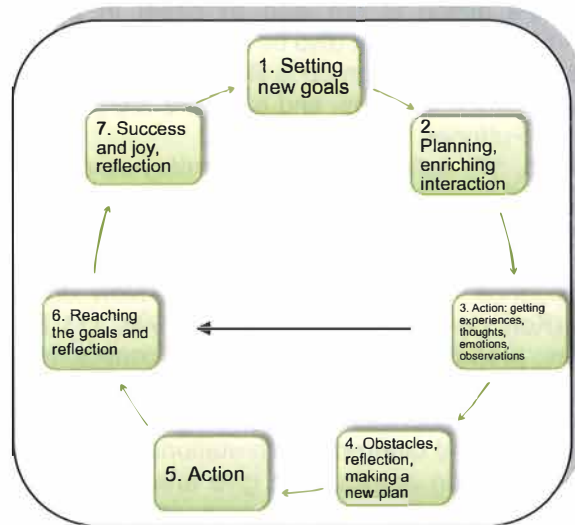 1. Setting
new goals
2.
Planning,
enriching
interaction
3. Action: getting
experiences,
thoughts,
emotions,
observations
4. Obstacles,
reflection,
making a
new plan
5. Action
6. Reaching
the goals and
reflection
7. Success
and joy,
reflection